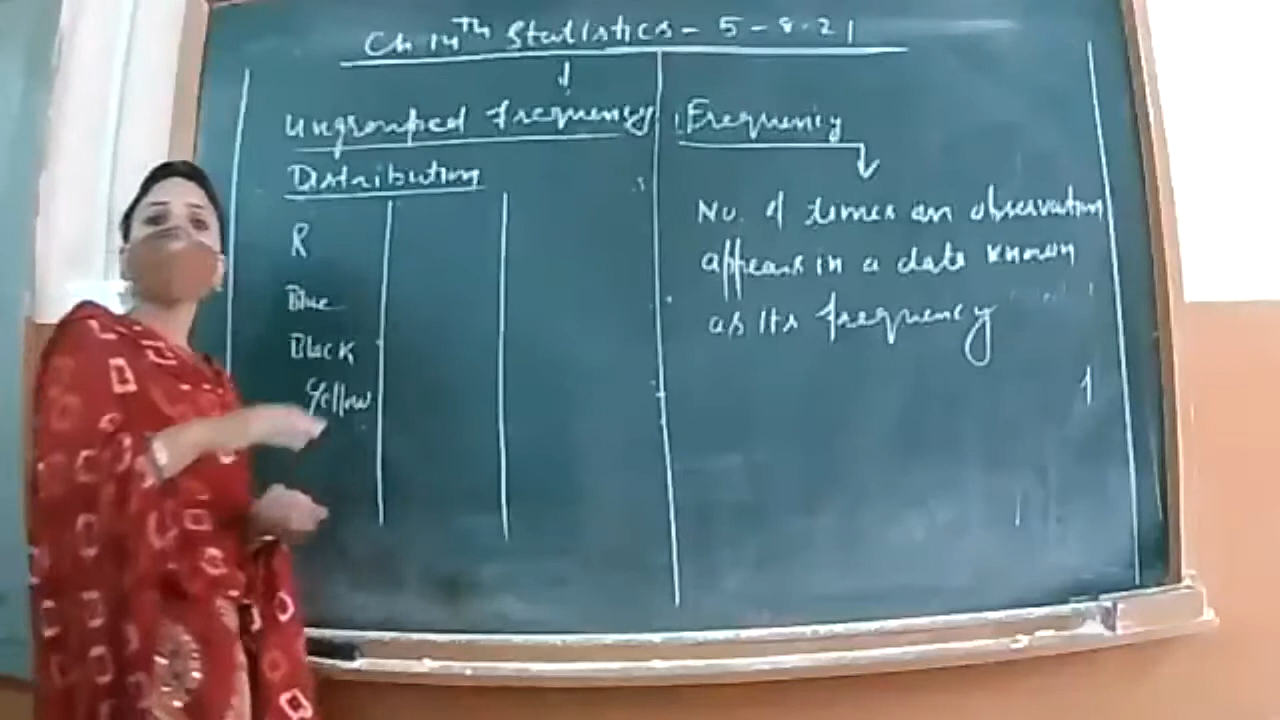 Ch 14th Statistics - 5-8-21
Ungroupied frequency
Distribution
R
Blue
Black
Yellow
Frequency
No. of times an observation
appears in a data known
as its frequency